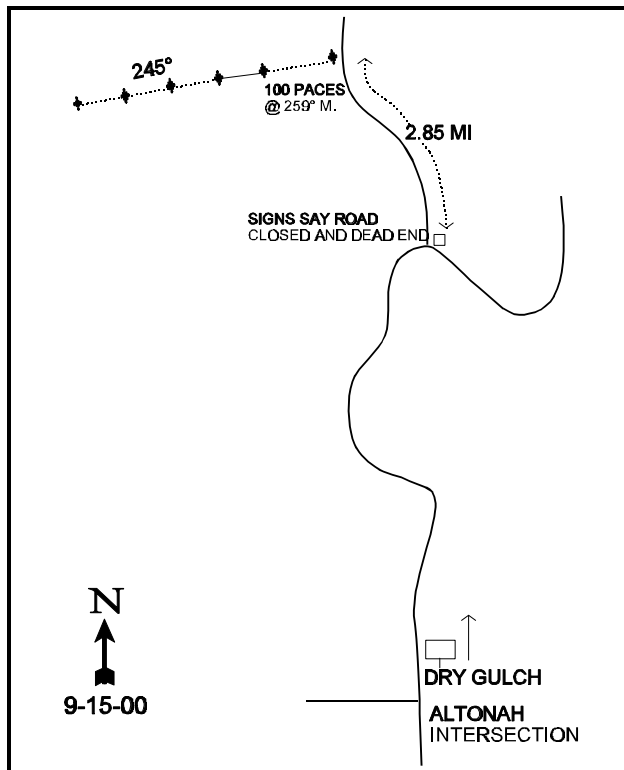 245°
100 PACES
@ 259° M.
2.85 MI
SIGNS SAY ROAD
CLOSED AND DEAD END
N
9-15-00
DRY GULCH
ALTONAH
INTERSECTION